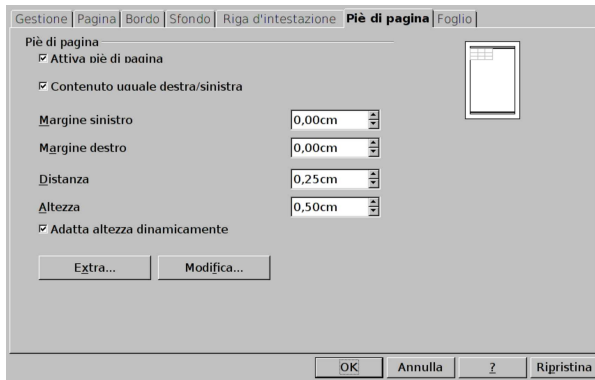 Gestione Pagina Bordo Sfondo Riga d'intestazione Piè di pagina Foglio
Piè di pagina
Attiva piè di pagina
Contenuto uguale destra/sinistra
Margine sinistro 0,00cm
Margine destro 0,00cm
Distanza 0,25cm
Altezza 0,50cm
Adatta altezza dinamicamente
Extra... Modifica...
OK Annulla ? Ripristina